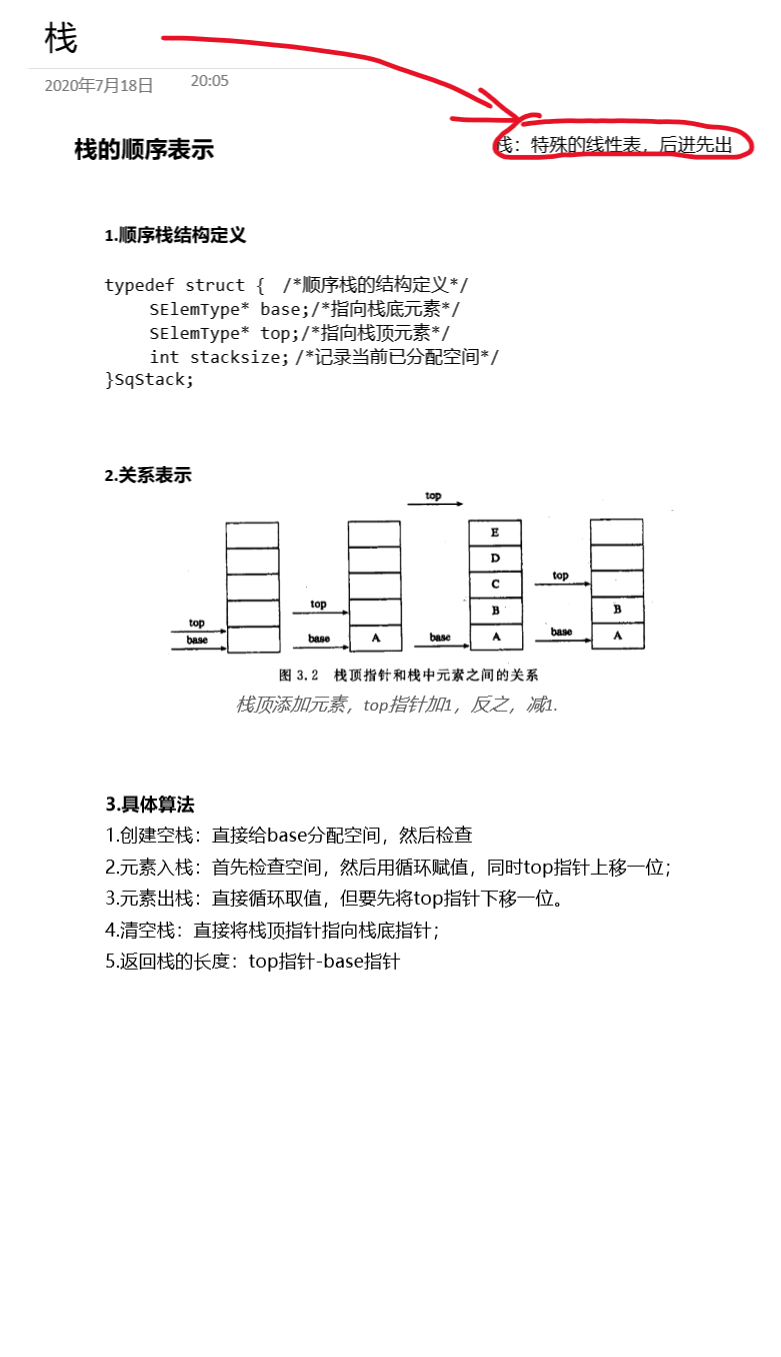 栈
2020年7月18日 20:05
栈：特殊的线性表，后进先出
栈的顺序表示
1.顺序栈结构定义
typedef struct { /*顺序栈的结构定义*/
SElemType* base;/*指向栈底元素*/
SElemType* top;/*指向栈顶元素*/
int stacksize; /*记录当前已分配空间*/
}SqStack;
2.关系表示
top
E
D
C top
top B B
top
base base A base A base A
图 3.2 栈顶指针和栈中元素之间的关系
栈顶添加元素，top指针加1，反之，减1.
3.具体算法
1.创建空栈：直接给base分配空间，然后检查
2.元素入栈：首先检查空间，然后用循环赋值，同时top指针上移一位；
3.元素出栈：直接循环取值，但要先将top指针下移一位。
4.清空栈：直接将栈顶指针指向栈底指针；
5.返回栈的长度：top指针-base指针